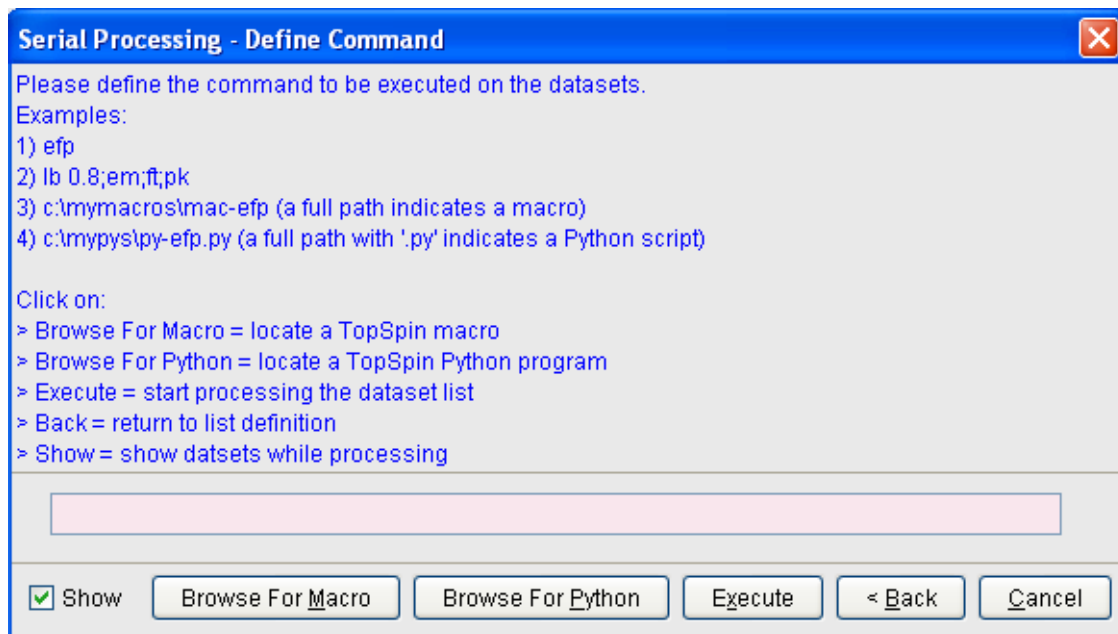 Serial Processing - Define Command
Please define the command to be executed on the datasets.
Examples:
1) efp
2) lb 0.8;em;ft;pk
3) c:\mymacros\mac-efp (a full path indicates a macro)
4) c:\mypys\py-efp.py (a full path with '.py' indicates a Python script)
Click on:
> Browse For Macro = locate a TopSpin macro
> Browse For Python = locate a TopSpin Python program
> Execute = start processing the dataset list
> Back = return to list definition
> Show = show datsets while processing
Show Browse For Macro Browse For Python Execute < Back Cancel